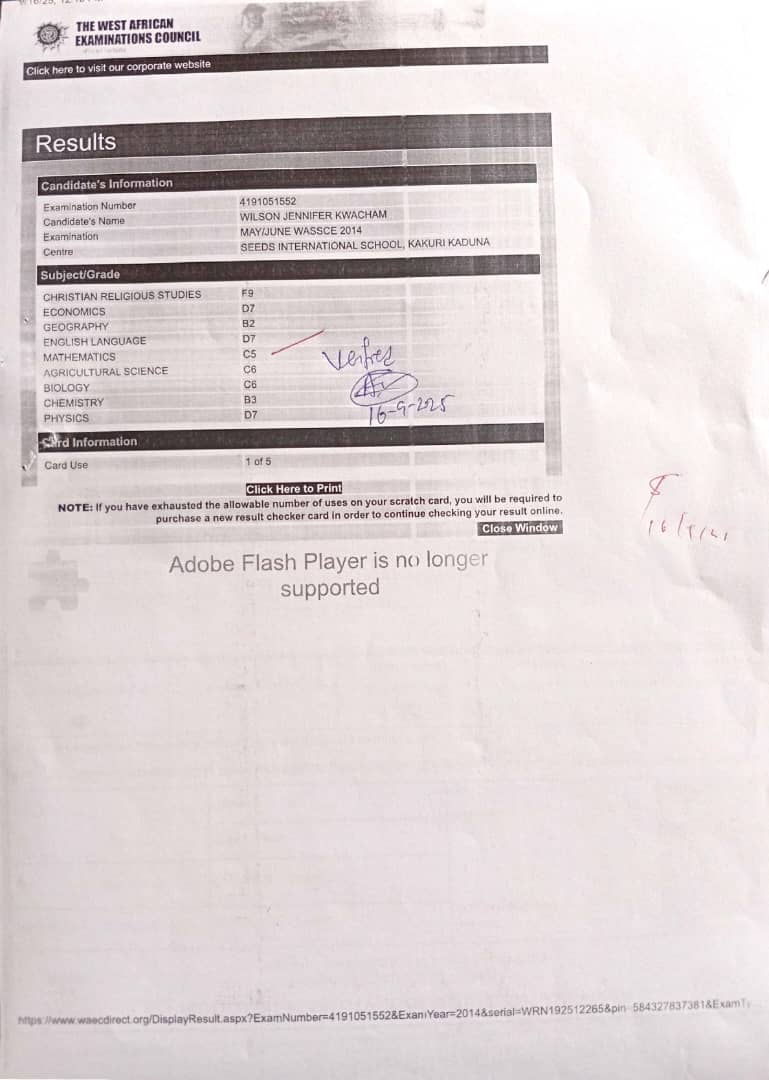 THE WEST AFRICAN
EXAMINATIONS COUNCIL
Click here to visit our corporate website
Results
Candidate's Information
Examination Number 4191051552
Candidate's Name WILSON JENNIFER KWACHAM
Examination MAY/JUNE WASSCE 2014
Centre SEEDS INTERNATIONAL SCHOOL, KAKURI KADUNA
Subject/Grade
CHRISTIAN RELIGIOUS STUDIES F9
ECONOMICS D7
GEOGRAPHY B2
ENGLISH LANGUAGE D7
MATHEMATICS C5
AGRICULTURAL SCIENCE C6
BIOLOGY C6
CHEMISTRY B3
PHYSICS D7
Verified
16-9-2025
Card Information
Card Use 1 of 5
Click Here to Print
NOTE: If you have exhausted the allowable number of uses on your scratch card, you will be required to
purchase a new result checker card in order to continue checking your result online.
Close Window
Adobe Flash Player is no longer
supported
https://www.waecdirect.org/DisplayResult.aspx?ExamNumber=4191051552&ExamYear=2014&serial=WRN192512265&pin=584327837381&ExamTy